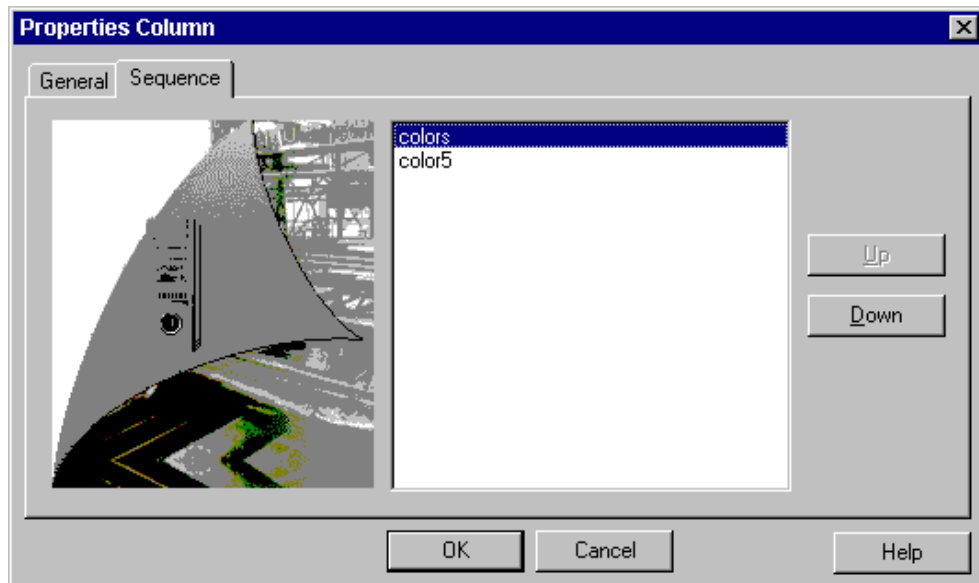 Properties Column
General Sequence
colors
color5
Up
Down
OK Cancel Help